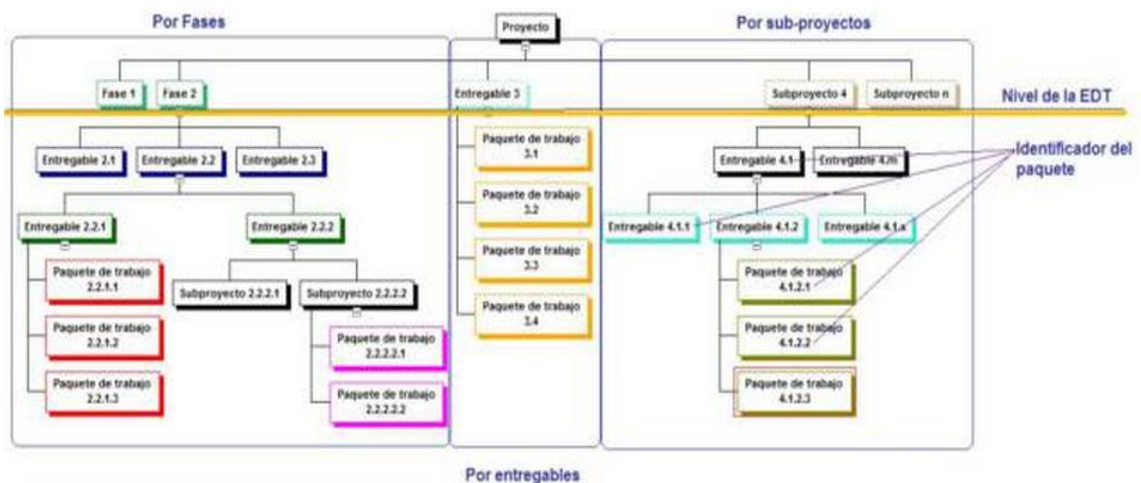 Por Fases
Proyecto
Por sub-proyectos
Fase 1
Fase 2
Entregable 3
Subproyecto 4
Subproyecto n
Nivel de la EDT
Entregable 2.1
Entregable 2.2
Entregable 2.3
Paquete de trabajo
3.1
Entregable 4.1
Entregable 4.m
Identificador del
paquete
Paquete de trabajo
3.2
Entregable 2.2.1
Entregable 2.2.2
Entregable 4.1.1
Entregable 4.1.2
Entregable 4.1.x
Paquete de trabajo
3.3
Paquete de trabajo
2.2.1.1
Subproyecto 2.2.2.1
Subproyecto 2.2.2.2
Paquete de trabajo
4.1.2.1
Paquete de trabajo
3.4
Paquete de trabajo
2.2.1.2
Paquete de trabajo
2.2.2.2.1
Paquete de trabajo
4.1.2.2
Paquete de trabajo
2.2.1.3
Paquete de trabajo
2.2.2.2.2
Paquete de trabajo
4.1.2.3
Por entregables